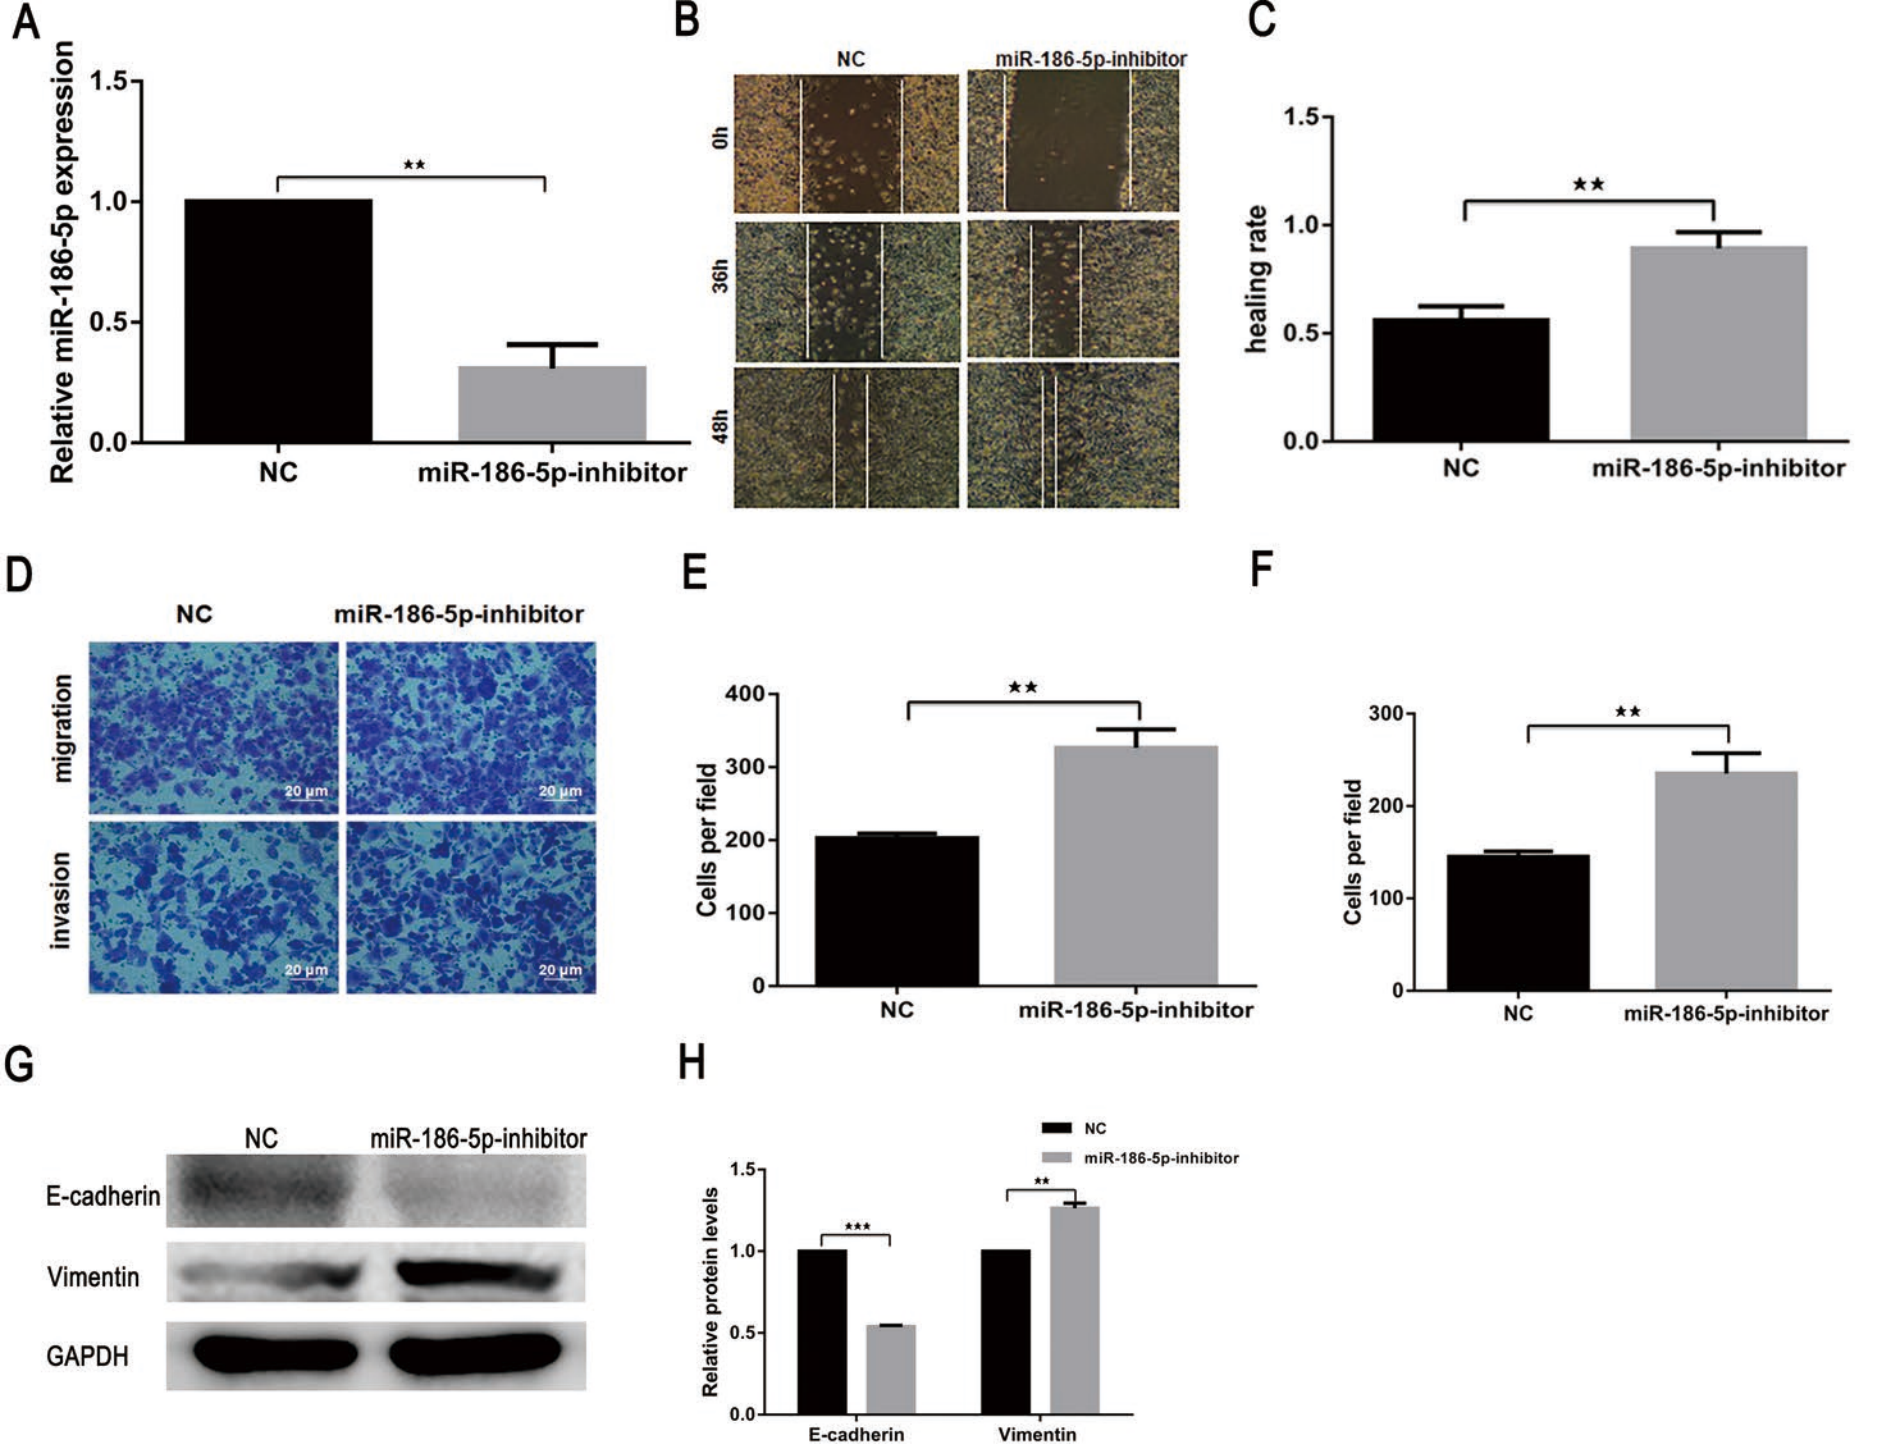 A
Relative miR-186-5p expression
1.5
1.0
0.5
0.0
**
NC
miR-186-5p-inhibitor
B
NC
miR-186-5p-inhibitor
0h
36h
48h
C
healing rate
1.5
1.0
0.5
0.0
**
NC
miR-186-5p-inhibitor
D
NC
miR-186-5p-inhibitor
migration
20 µm
20 µm
invasion
20 µm
20 µm
E
Cells per field
400
300
200
100
0
**
NC
miR-186-5p-inhibitor
F
Cells per field
300
200
100
0
**
NC
miR-186-5p-inhibitor
G
NC
miR-186-5p-inhibitor
E-cadherin
Vimentin
GAPDH
H
NC
miR-186-5p-inhibitor
Relative protein levels
1.5
1.0
0.5
0.0
***
**
E-cadherin
Vimentin